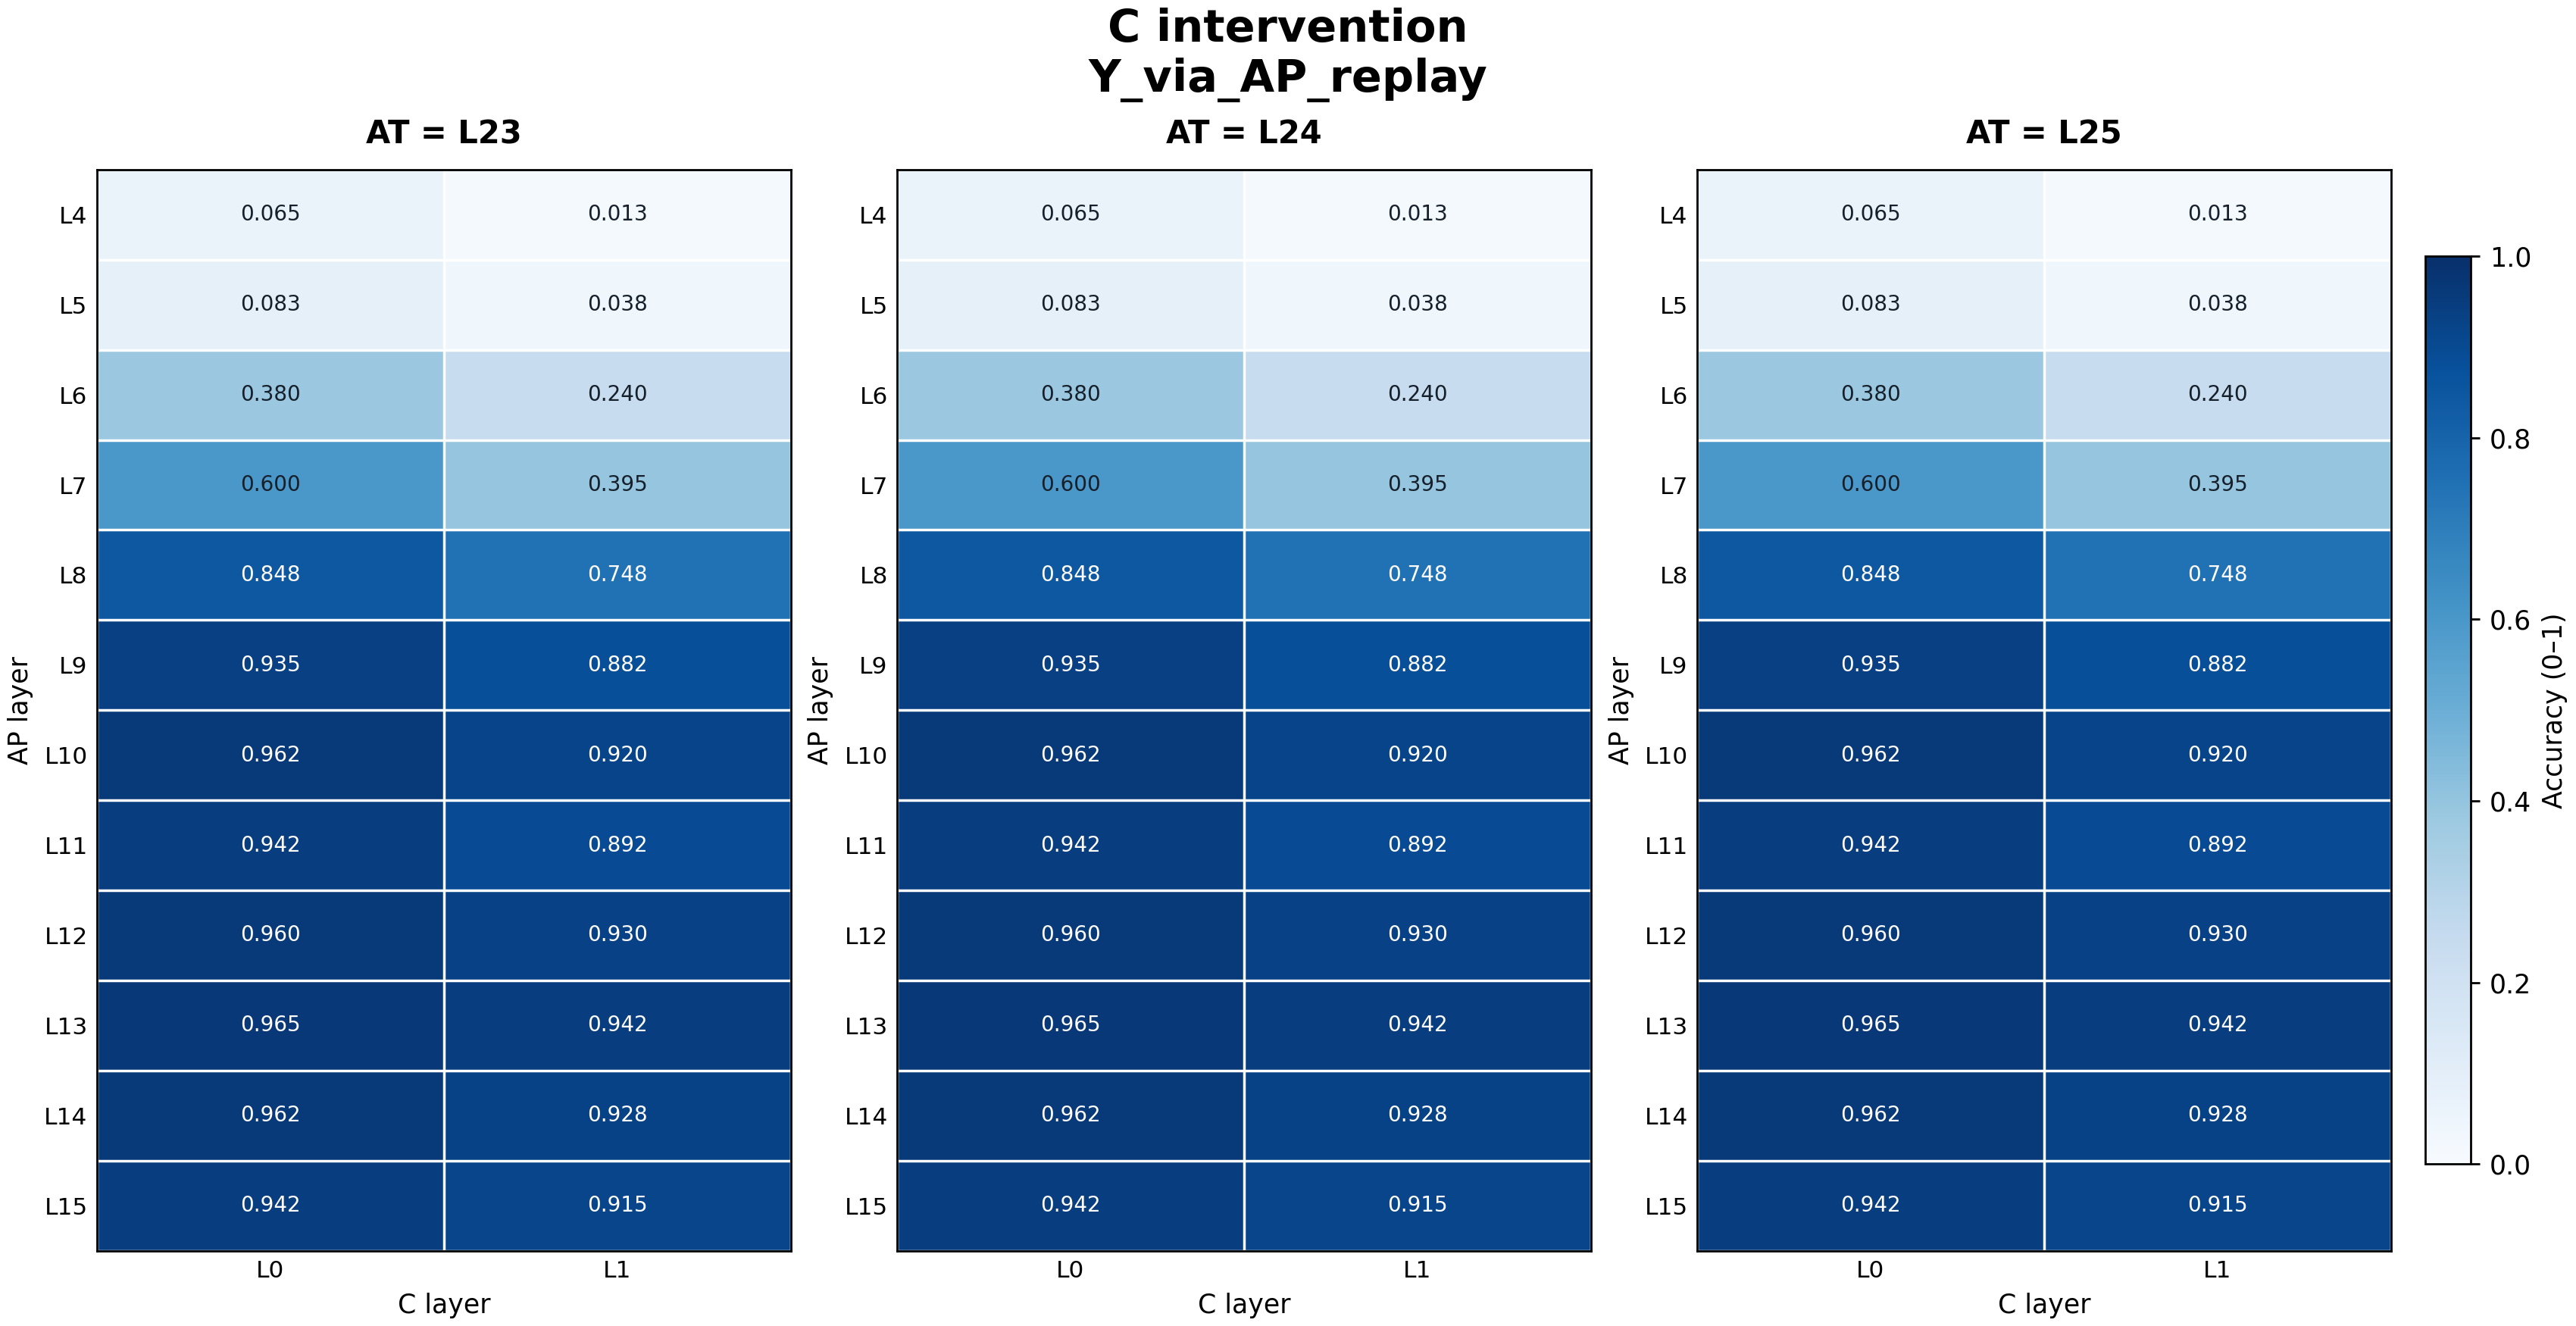 C intervention
Y_via_AP_replay
AT = L23
AP layer
L4 0.065 0.013
L5 0.083 0.038
L6 0.380 0.240
L7 0.600 0.395
L8 0.848 0.748
L9 0.935 0.882
L10 0.962 0.920
L11 0.942 0.892
L12 0.960 0.930
L13 0.965 0.942
L14 0.962 0.928
L15 0.942 0.915
L0 L1
C layer
AT = L24
AP layer
L4 0.065 0.013
L5 0.083 0.038
L6 0.380 0.240
L7 0.600 0.395
L8 0.848 0.748
L9 0.935 0.882
L10 0.962 0.920
L11 0.942 0.892
L12 0.960 0.930
L13 0.965 0.942
L14 0.962 0.928
L15 0.942 0.915
L0 L1
C layer
AT = L25
AP layer
L4 0.065 0.013
L5 0.083 0.038
L6 0.380 0.240
L7 0.600 0.395
L8 0.848 0.748
L9 0.935 0.882
L10 0.962 0.920
L11 0.942 0.892
L12 0.960 0.930
L13 0.965 0.942
L14 0.962 0.928
L15 0.942 0.915
L0 L1
C layer
1.0
0.8
0.6
0.4
0.2
0.0
Accuracy (0–1)